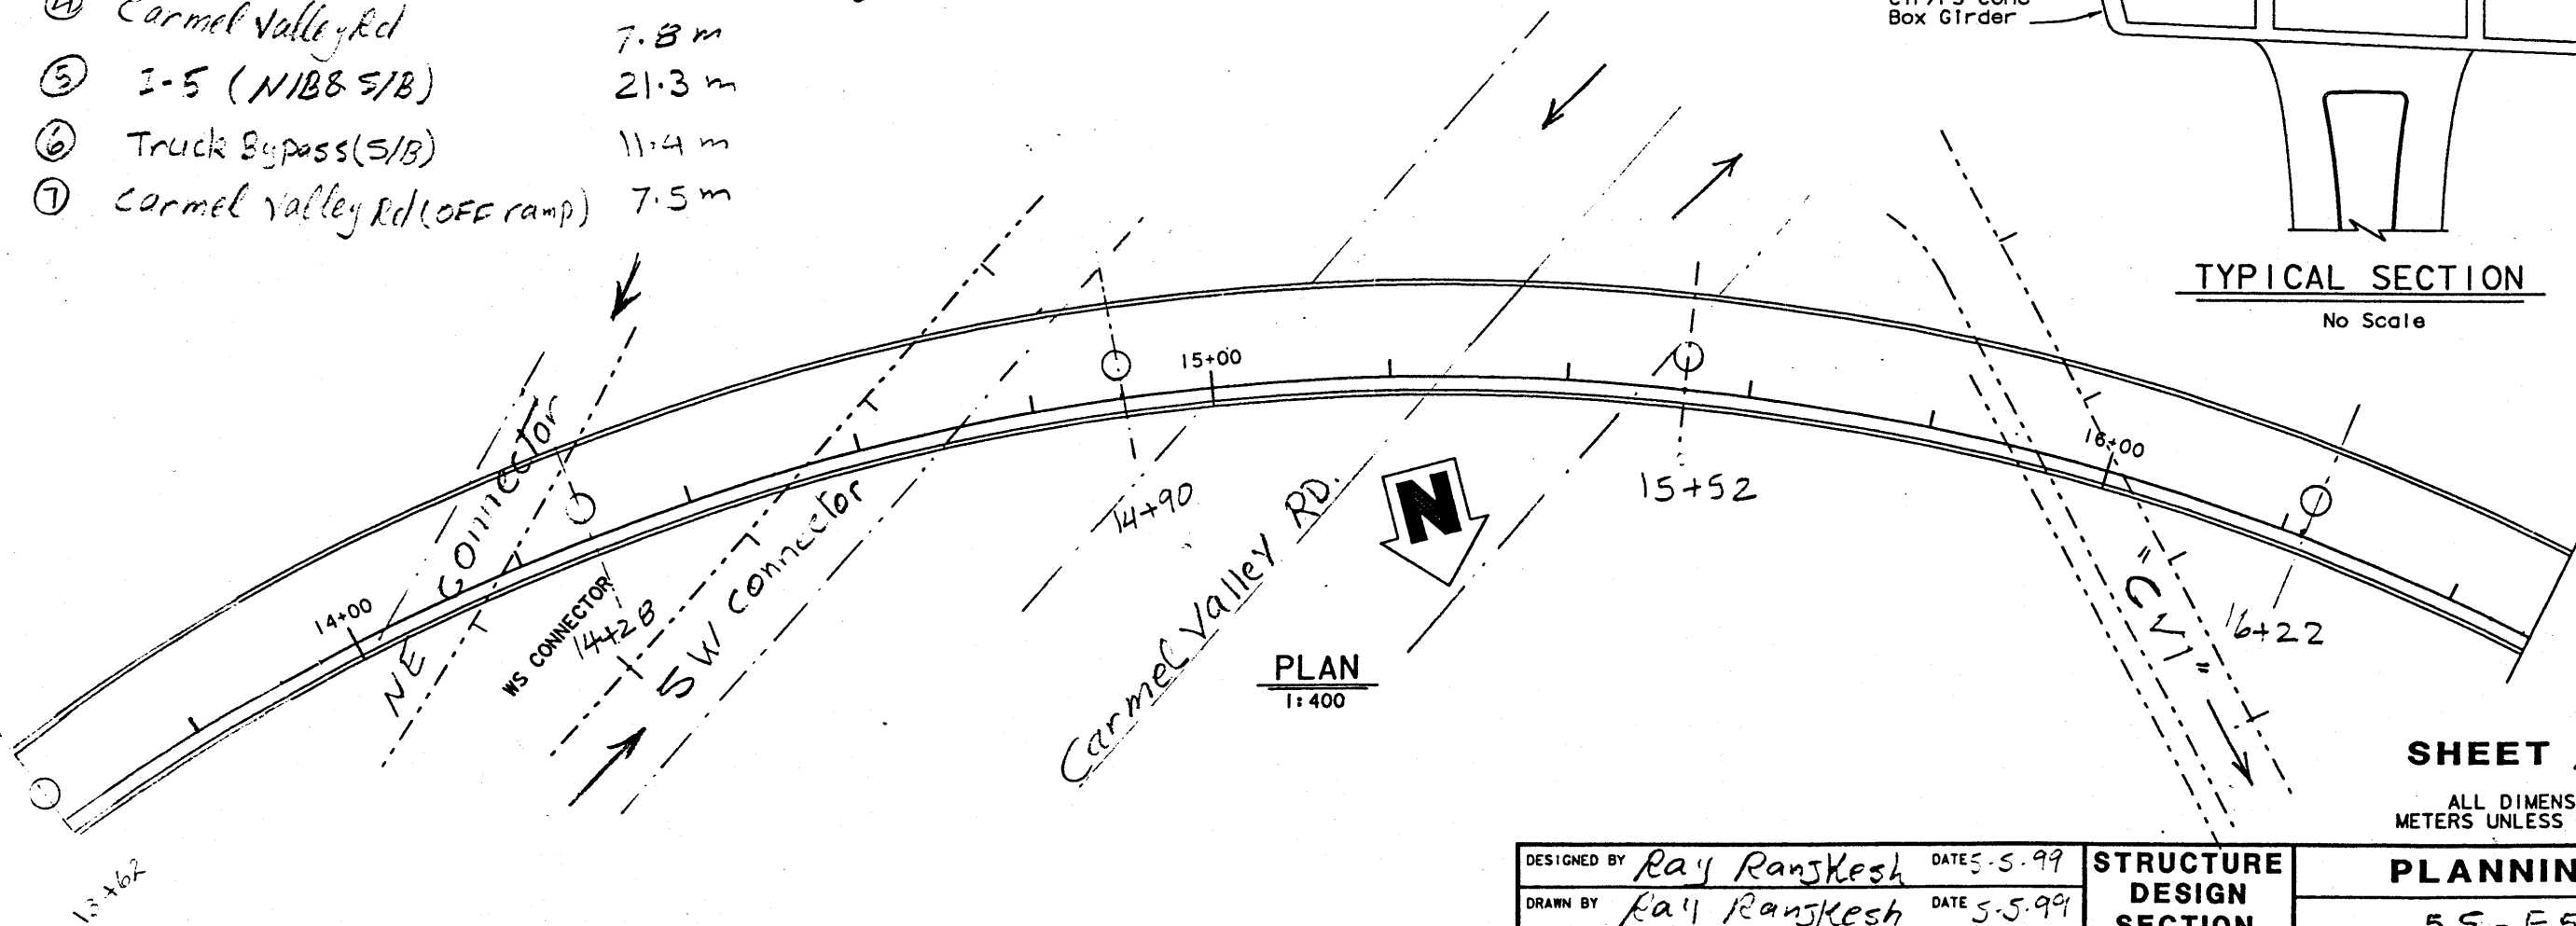 ④ Carmel Valley Rd 7.8 m
⑤ I-5 (N/B & S/B) 21.3 m
⑥ Truck Bypass (S/B) 11.4 m
⑦ Carmel Valley Rd (OFF ramp) 7.5 m
Box Girder
TYPICAL SECTION
No Scale
NE Connector
14+00
WS CONNECTOR
14+28
SW Connector
14+90
15+00
Carmel Valley RD.
N
15+52
16+00
"CV1"
16+22
13+62
PLAN
1:400
SHEET
ALL DIMENS
METERS UNLESS
DESIGNED BY Ray Ranjkesh DATE 5-5-99
DRAWN BY Ray Ranjkesh DATE 5-5-99
STRUCTURE
DESIGN
SECTION
PLANNIN